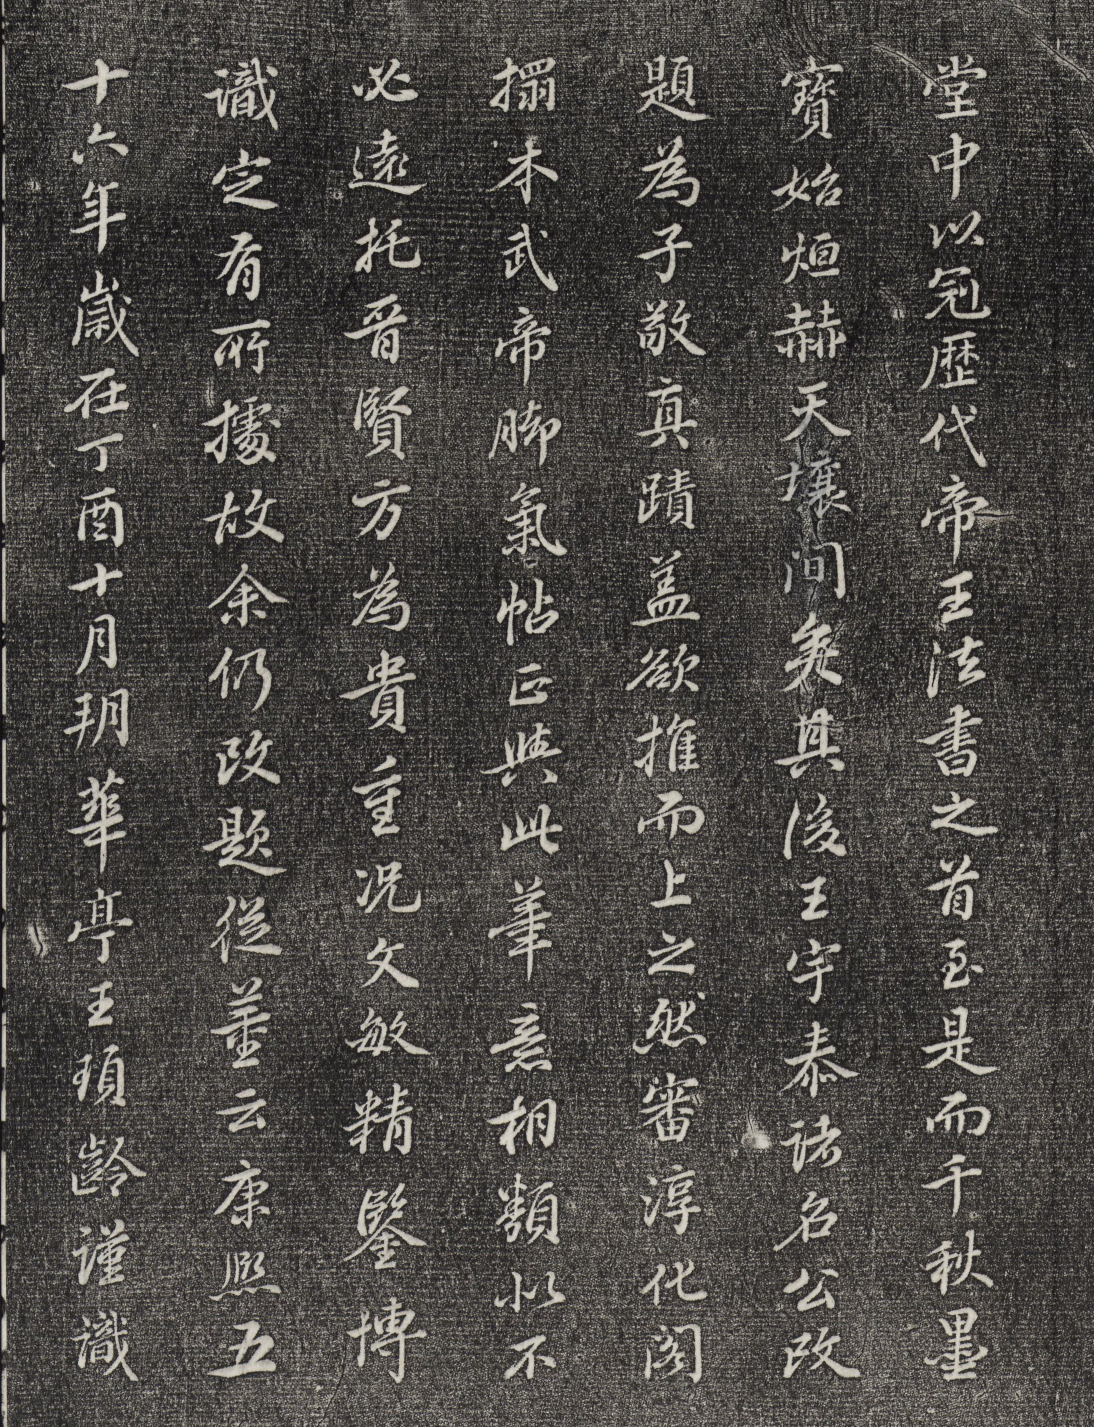 堂中以冠歷代帝王法書之首至是而千秋墨
寶始烜赫天壤間矣其後王宇泰諸名公改
題為子敬真蹟盖欲推而上之然審淳化閣
搨本武帝脚氣帖正與此筆意相類似不
必遠托晋賢方為貴重况文敏精鑒博
識定有所據故余仍改題從董云康熙五
十六年歲在丁酉十月玥華亭王頊齡謹識